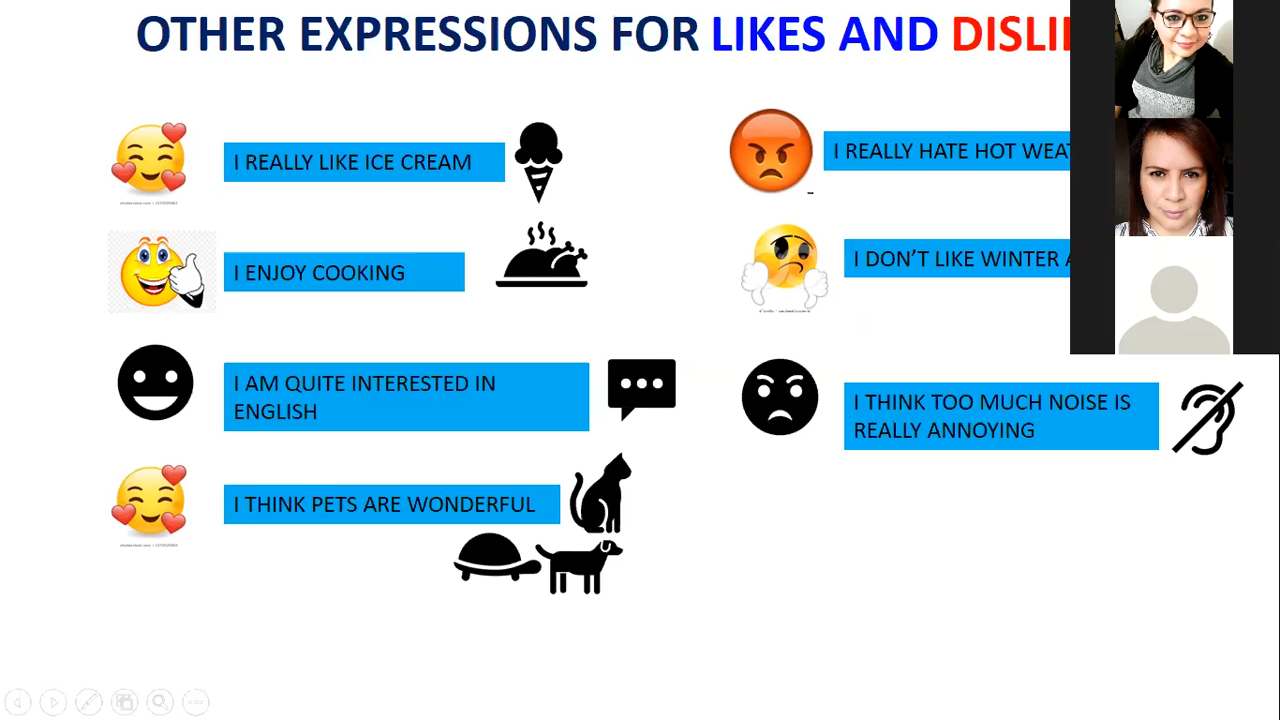 OTHER EXPRESSIONS FOR LIKES AND
I REALLY LIKE ICE CREAM
I ENJOY COOKING
I AM QUITE INTERESTED IN
ENGLISH
I THINK PETS ARE WONDERFUL
I REALLY HATE HOT
I DON’T LIKE WINTER
I THINK TOO MUCH NOISE IS
REALLY ANNOYING